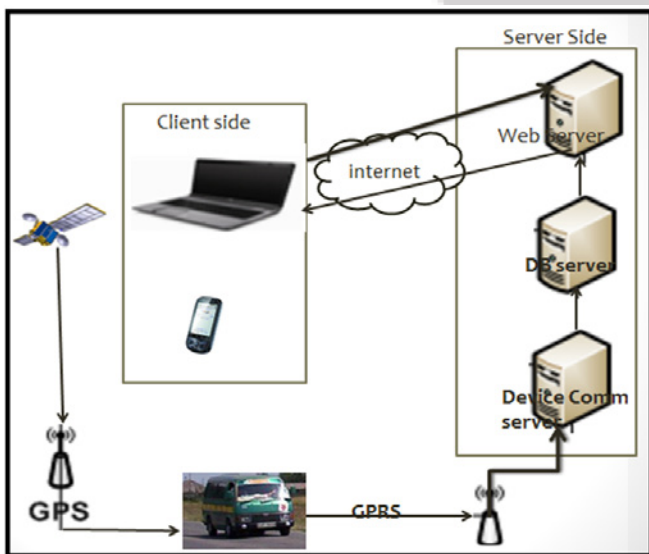 Server Side
Client side
Web Server
internet
DB server
Device Comm
server
GPS
GPRS